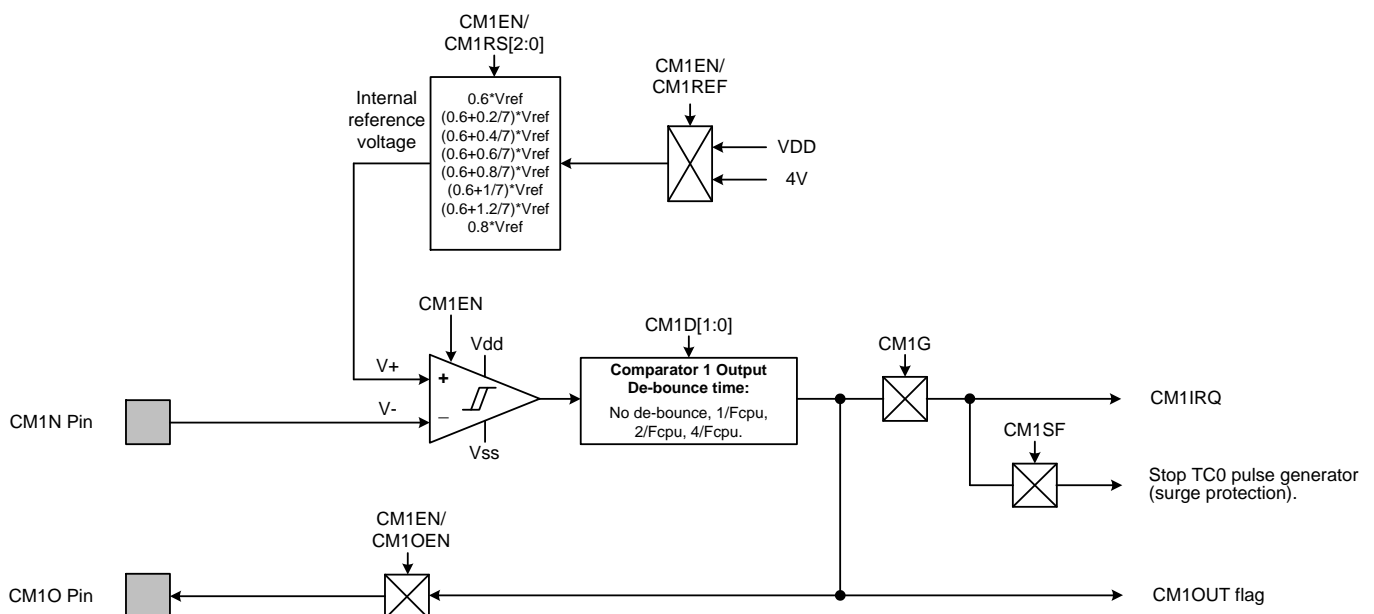 CM1EN/
CM1RS[2:0]
CM1EN/
CM1REF
Internal
reference
voltage
0.6*Vref
(0.6+0.2/7)*Vref
(0.6+0.4/7)*Vref
(0.6+0.6/7)*Vref
(0.6+0.8/7)*Vref
(0.6+1/7)*Vref
(0.6+1.2/7)*Vref
0.8*Vref
VDD
4V
CM1EN
Vdd
V+
+
V-
−
Vss
CM1N Pin
CM1D[1:0]
Comparator 1 Output
De-bounce time:
No de-bounce, 1/Fcpu,
2/Fcpu, 4/Fcpu.
CM1G
CM1IRQ
CM1SF
Stop TC0 pulse generator
(surge protection).
CM1EN/
CM1OEN
CM1O Pin
CM1OUT flag